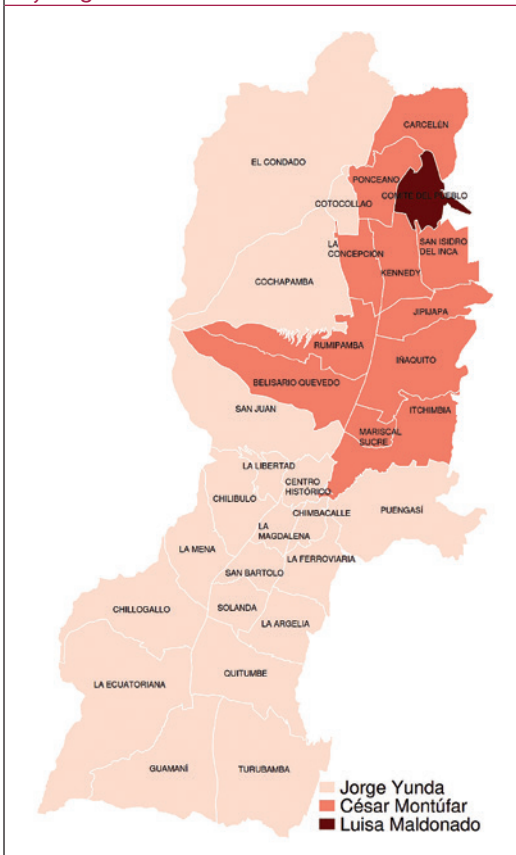 CARCELÉN
EL CONDADO
PONCEANO
COMITÉ DEL PUEBLO
COTOCOLLAO
LA
CONCEPCIÓN
SAN ISIDRO
DEL INCA
KENNEDY
COCHAPAMBA
JIPIJAPA
RUMIPAMBA
IÑAQUITO
BELISARIO QUEVEDO
SAN JUAN
ITCHIMBIA
MARISCAL
SUCRE
LA LIBERTAD
CENTRO
HISTÓRICO
CHILIBULO
CHIMBACALLE
PUENGASÍ
LA
MAGDALENA
LA MENA
LA FERROVIARIA
SAN BARTOLO
CHILLOGALLO
SOLANDA
LA ARGELIA
LA ECUATORIANA
QUITUMBE
GUAMANÍ
TURUBAMBA
Jorge Yunda
César Montúfar
Luisa Maldonado